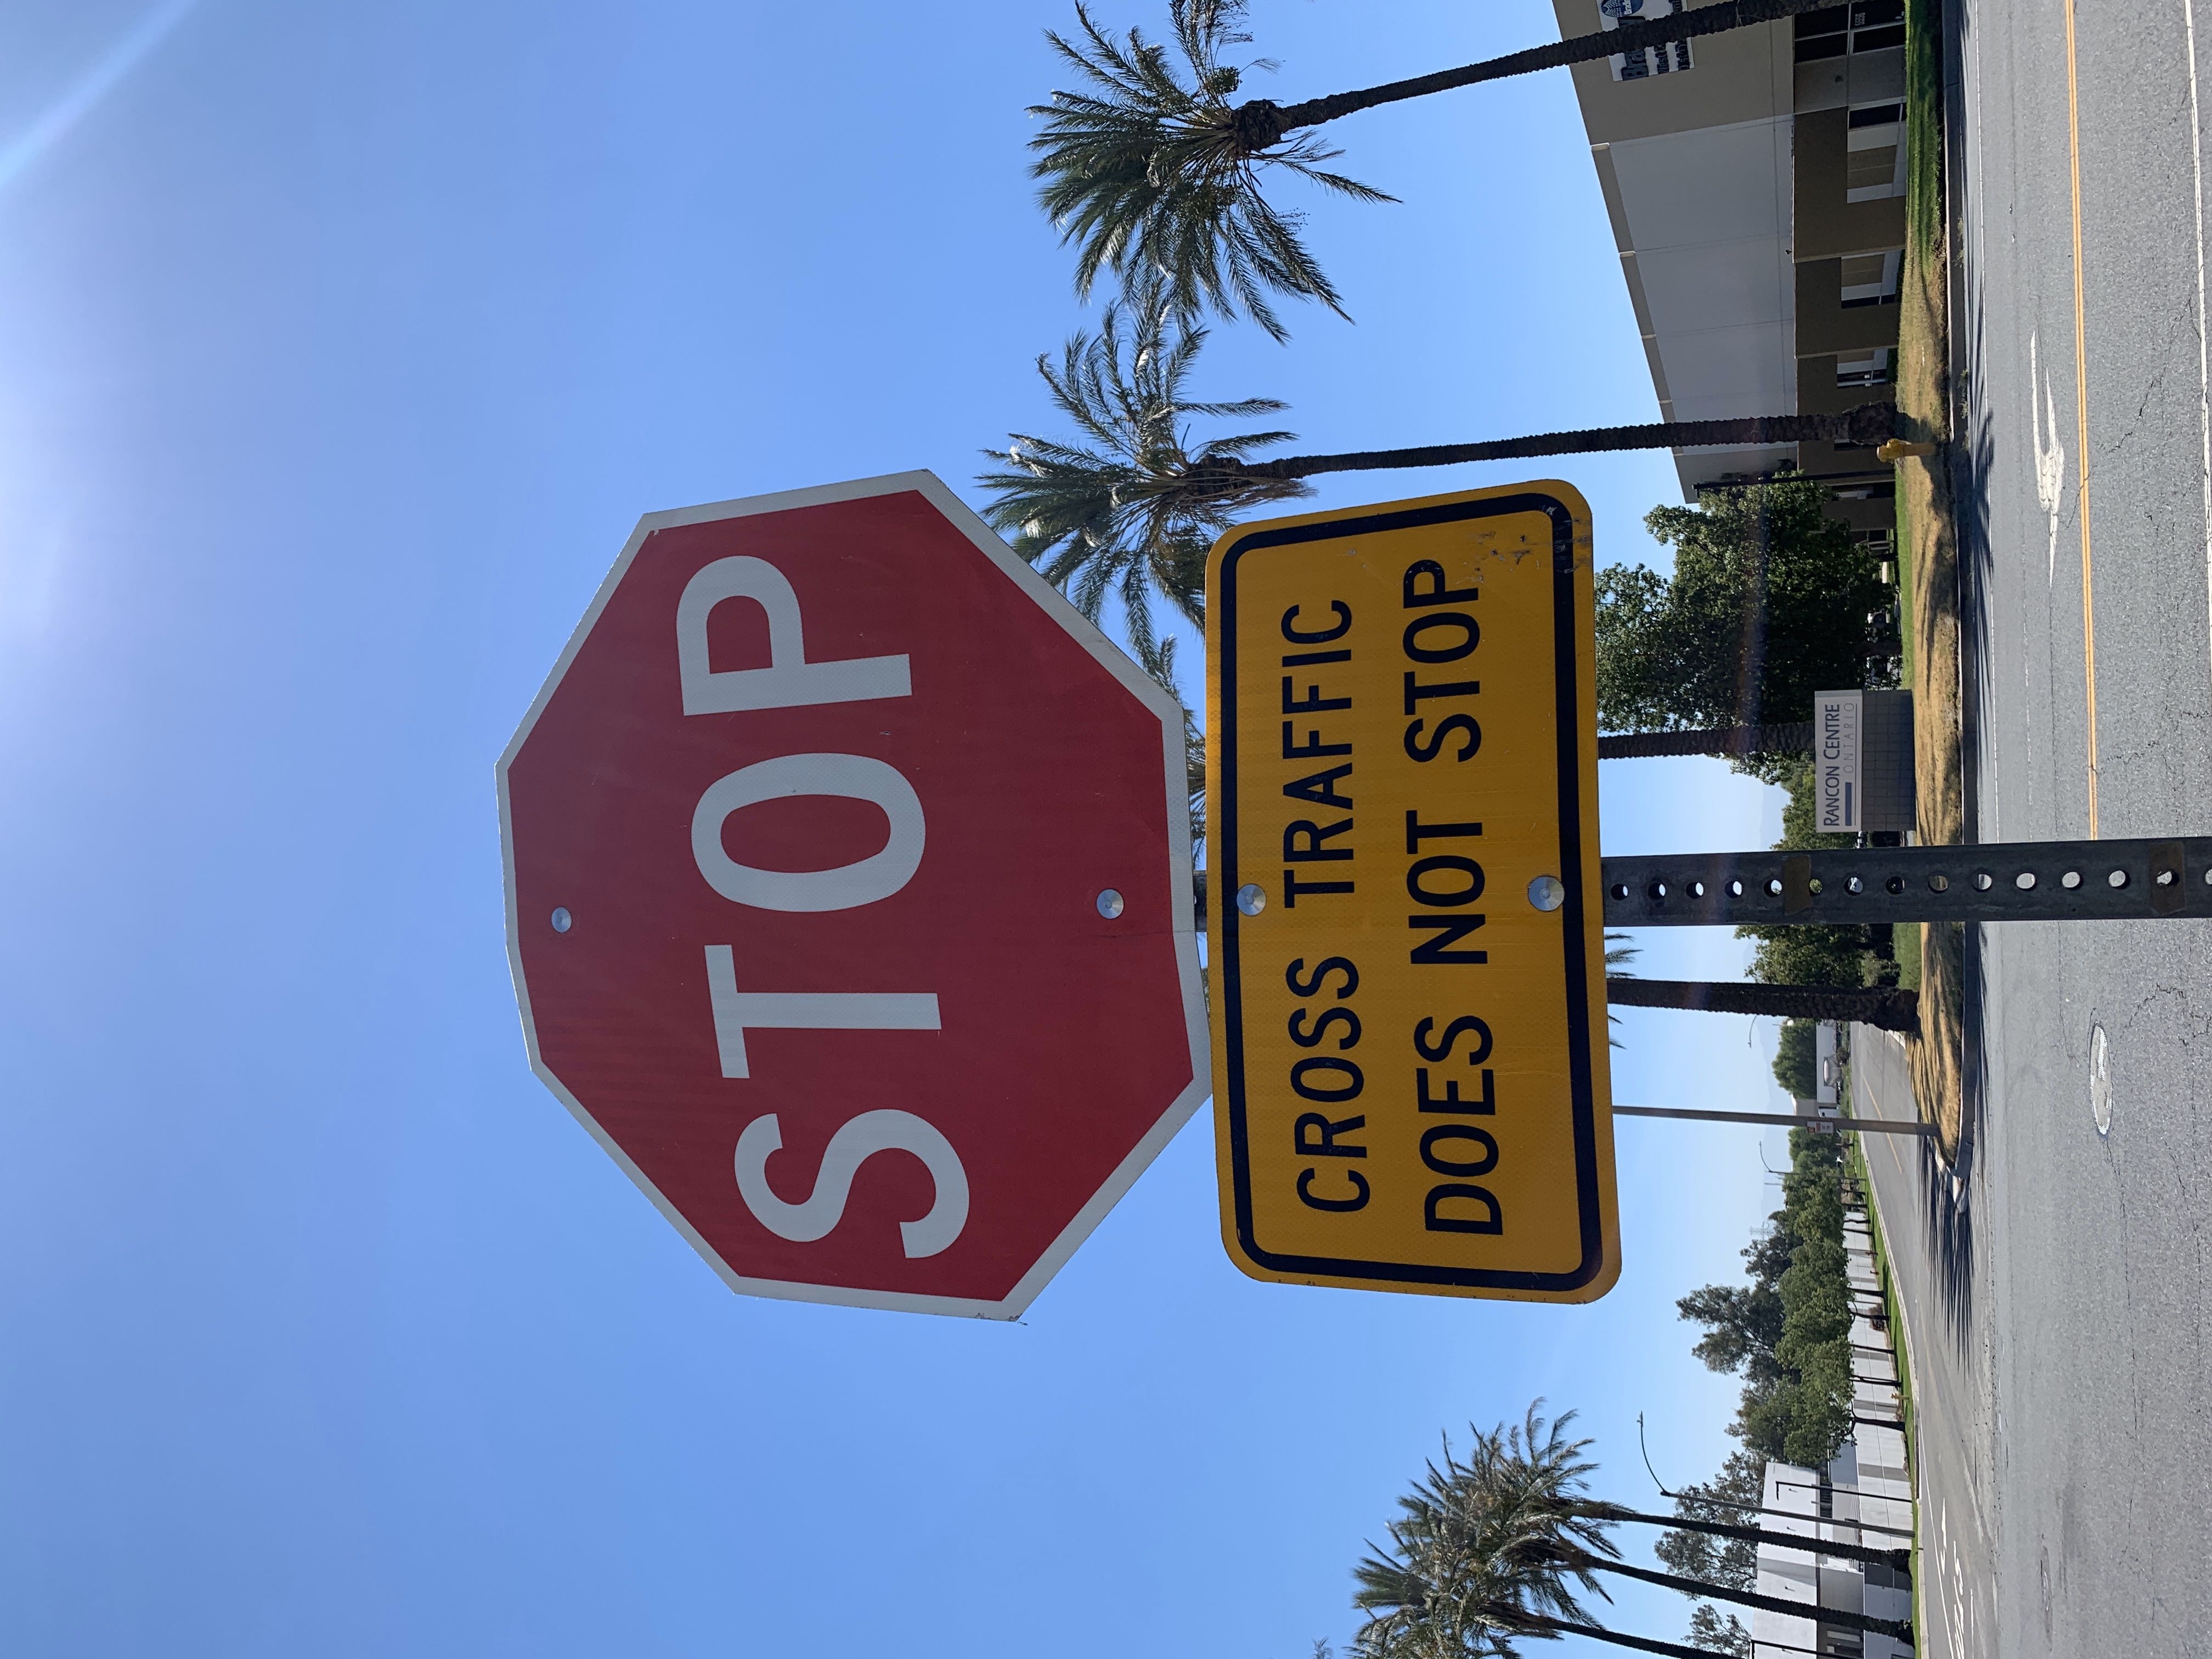 STOP
CROSS TRAFFIC
DOES NOT STOP
RANCON CENTRE
ONTARIO